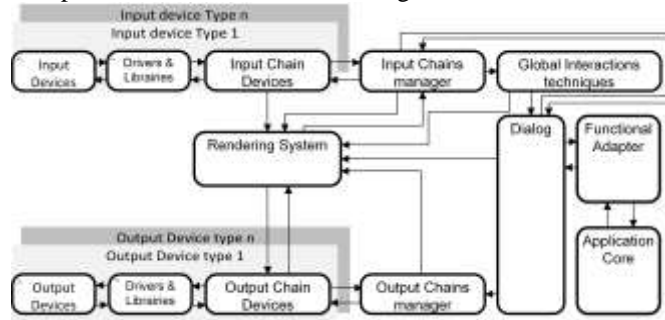 Input device Type n
Input device Type 1
Input
Devices
Drivers &
Librairies
Input Chain
Devices
Input Chains
manager
Global Interactions
techniques
Rendering System
Dialog
Functional
Adapter
Application
Core
Output Device type n
Output Device type 1
Output
Devices
Drivers &
Librairies
Output Chain
Devices
Output Chains
manager